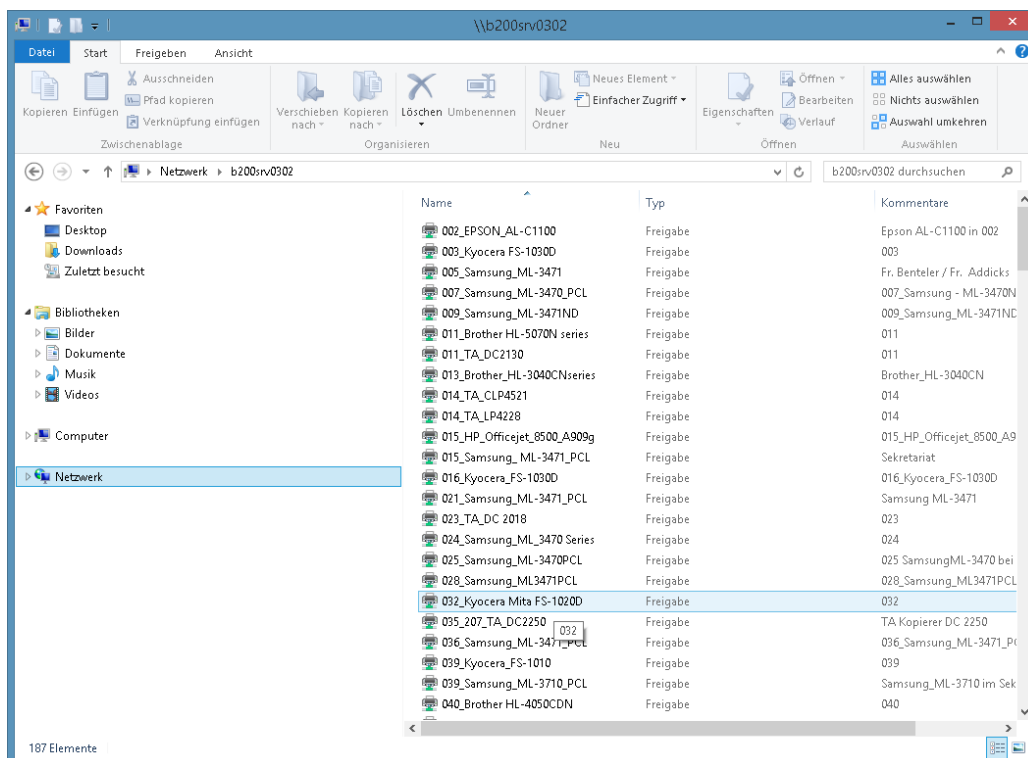 \\b200srv0302
Datei Start Freigeben Ansicht
Kopieren Einfügen Ausschneiden Pfad kopieren Verknüpfung einfügen Verschieben nach Kopieren nach Löschen Umbenennen Neuer Ordner Neues Element Einfacher Zugriff Eigenschaften Öffnen Bearbeiten Verlauf Alles auswählen Nichts auswählen Auswahl umkehren
Zwischenablage Organisieren Neu Öffnen Auswählen
Netzwerk b200srv0302 b200srv0302 durchsuchen
Favoriten
Desktop
Downloads
Zuletzt besucht
Bibliotheken
Bilder
Dokumente
Musik
Videos
Computer
Netzwerk
Name Typ Kommentare
002_EPSON_AL-C1100 Freigabe Epson AL-C1100 in 002
003_Kyocera FS-1030D Freigabe 003
005_Samsung_ML-3471 Freigabe Fr. Benteler / Fr. Addicks
007_Samsung_ML-3470_PCL Freigabe 007_Samsung - ML-3470N
009_Samsung_ML-3471ND Freigabe 009_Samsung_ML-3471ND
011_Brother HL-5070N series Freigabe 011
011_TA_DC2130 Freigabe 011
013_Brother_HL-3040CNseries Freigabe Brother_HL-3040CN
014_TA_CLP4521 Freigabe 014
014_TA_LP4228 Freigabe 014
015_HP_Officejet_8500_A909g Freigabe 015_HP_Officejet_8500_A9
015_Samsung_ ML-3471_PCL Freigabe Sekretariat
016_Kyocera_FS-1030D Freigabe 016_Kyocera_FS-1030D
021_Samsung_ML-3471_PCL Freigabe Samsung ML-3471
023_TA_DC 2018 Freigabe 023
024_Samsung_ML_3470 Series Freigabe 024
025_Samsung_ML-3470PCL Freigabe 025 SamsungML-3470 bei
028_Samsung_ML3471PCL Freigabe 028_Samsung_ML3471PCL
032_Kyocera Mita FS-1020D Freigabe 032
035_207_TA_DC2250 Freigabe TA Kopierer DC 2250
032
036_Samsung_ML-3471_PCL Freigabe 036_Samsung_ML-3471_P
039_Kyocera_FS-1010 Freigabe 039
039_Samsung_ML-3710_PCL Freigabe Samsung_ML-3710 im Sek
040_Brother HL-4050CDN Freigabe 040
187 Elemente